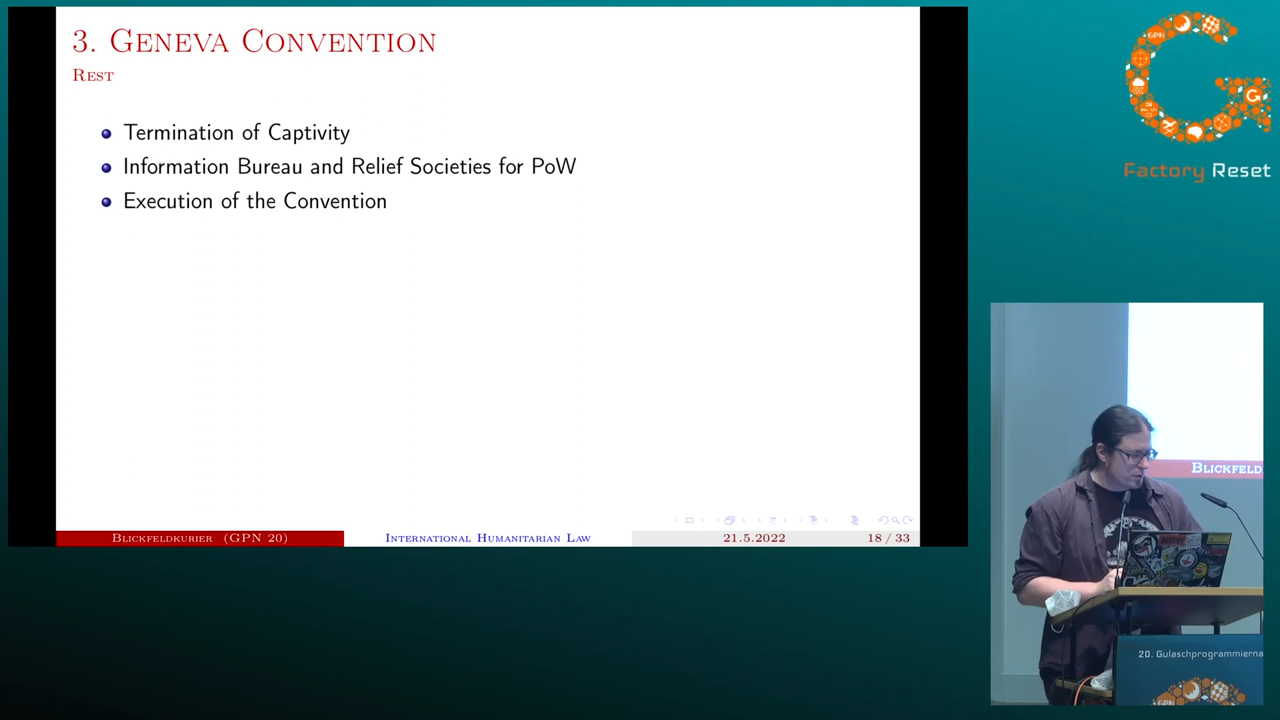 3. Geneva Convention
Rest
Termination of Captivity
Information Bureau and Relief Societies for PoW
Execution of the Convention
Blickfeldkurier (GPN 20)
International Humanitarian Law
21.5.2022
18 / 33
GPN
G
Factory Reset
Blickfeld
20. Gulaschprogrammierna